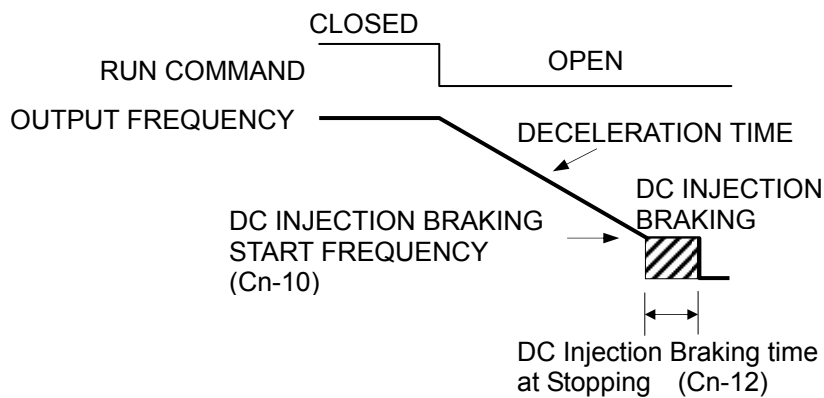 CLOSED
RUN COMMAND
OPEN
OUTPUT FREQUENCY
DECELERATION TIME
DC INJECTION
BRAKING
DC INJECTION BRAKING
START FREQUENCY
(Cn-10)
DC Injection Braking time
at Stopping (Cn-12)